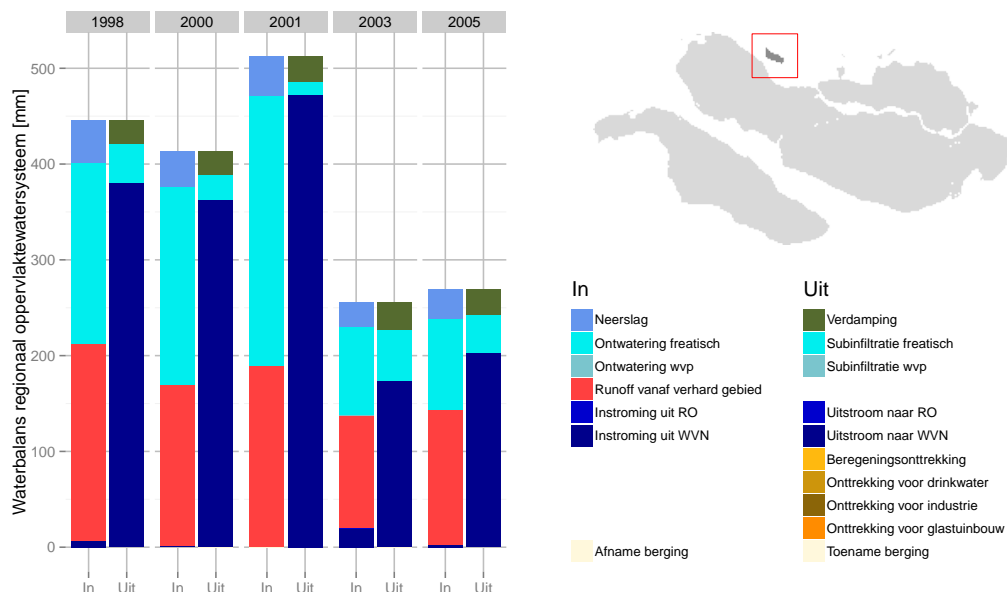 1998 2000 2001 2003 2005
Waterbalans regionaal oppervlaktewatersysteem [mm]
500
400
300
200
100
0
In Uit In Uit In Uit In Uit In Uit
In
Neerslag
Ontwatering freatisch
Ontwatering wvp
Runoff vanaf verhard gebied
Instroming uit RO
Instroming uit WVN
Afname berging
Uit
Verdamping
Subinfiltratie freatisch
Subinfiltratie wvp
Uitstroom naar RO
Uitstroom naar WVN
Beregeningsonttrekking
Onttrekking voor drinkwater
Onttrekking voor industrie
Onttrekking voor glastuinbouw
Toename berging